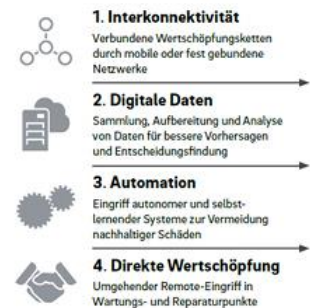 1. Interkonnektivität
Verbundene Wertschöpfungsketten
durch mobile oder fest gebundene
Netzwerke
2. Digitale Daten
Sammlung, Aufbereitung und Analyse
von Daten für bessere Vorhersagen
und Entscheidungsfindung
3. Automation
Eingriff autonomer und selbst-
lernender Systeme zur Vermeidung
nachhaltiger Schäden
4. Direkte Wertschöpfung
Umgehender Remote-Eingriff in
Wartungs- und Reparaturpunkte